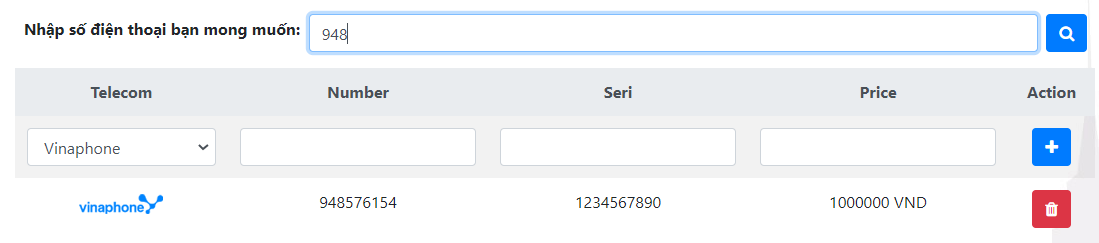 Nhập số điện thoại bạn mong muốn: 948
Telecom Number Seri Price Action
Vinaphone
vinaphone 948576154 1234567890 1000000 VND